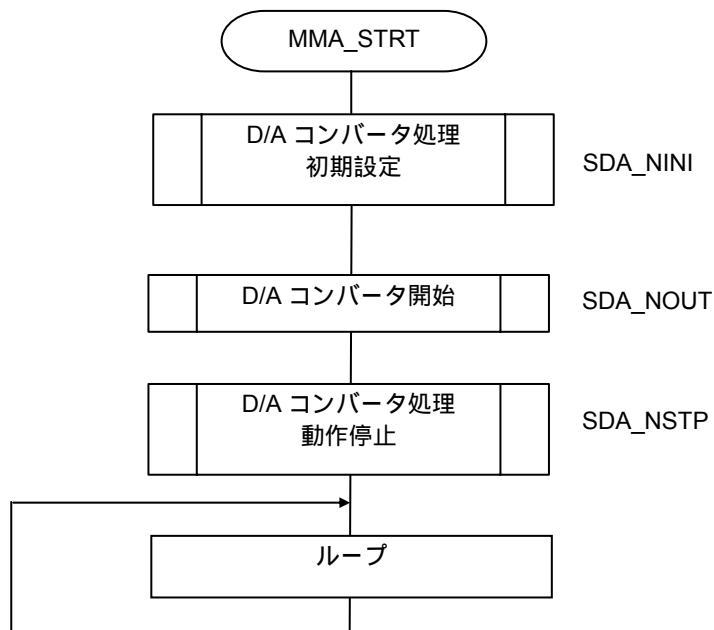 MMA_STRT
D/A コンバータ処理
初期設定
SDA_NINI
D/A コンバータ開始
SDA_NOUT
D/A コンバータ処理
動作停止
SDA_NSTP
ループ